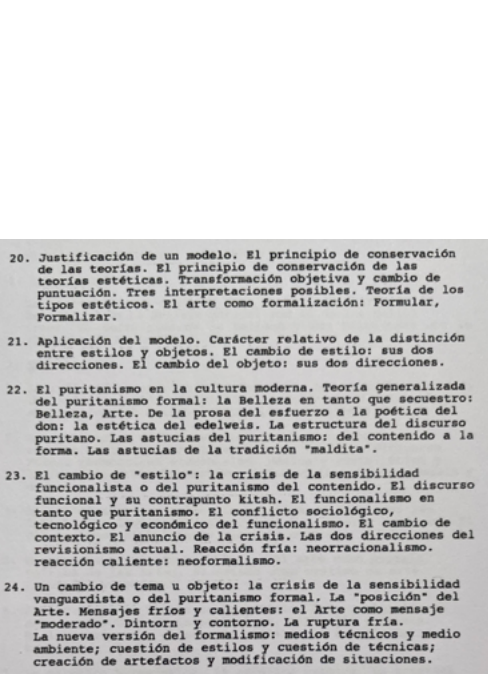 20. Justificación de un modelo. El principio de conservación
de las teorías. El principio de conservación de las
teorías estéticas. Transformación objetiva y cambio de
puntuación. Tres interpretaciones posibles. Teoría de los
tipos estéticos. El arte como formalización: Formular,
Formalizar.
21. Aplicación del modelo. Carácter relativo de la distinción
entre estilos y objetos. El cambio de estilo: sus dos
direcciones. El cambio del objeto: sus dos direcciones.
22. El puritanismo en la cultura moderna. Teoría generalizada
del puritanismo formal: la Belleza en tanto que secuestro:
Belleza, Arte. De la prosa del esfuerzo a la poética del
don: la estética del edelweis. La estructura del discurso
puritano. Las astucias del puritanismo: del contenido a la
forma. Las astucias de la tradición "maldita".
23. El cambio de "estilo": la crisis de la sensibilidad
funcionalista o del puritanismo del contenido. El discurso
funcional y su contrapunto kitsh. El funcionalismo en
tanto que puritanismo. El conflicto sociológico,
tecnológico y económico del funcionalismo. El cambio de
contexto. El anuncio de la crisis. Las dos direcciones del
revisionismo actual. Reacción fría: neorracionalismo.
reacción caliente: neoformalismo.
24. Un cambio de tema u objeto: la crisis de la sensibilidad
vanguardista o del puritanismo formal. La "posición" del
Arte. Mensajes fríos y calientes: el Arte como mensaje
"moderado". Dintorn y contorno. La ruptura fría.
La nueva versión del formalismo: medios técnicos y medio
ambiente; cuestión de estilos y cuestión de técnicas;
creación de artefactos y modificación de situaciones.